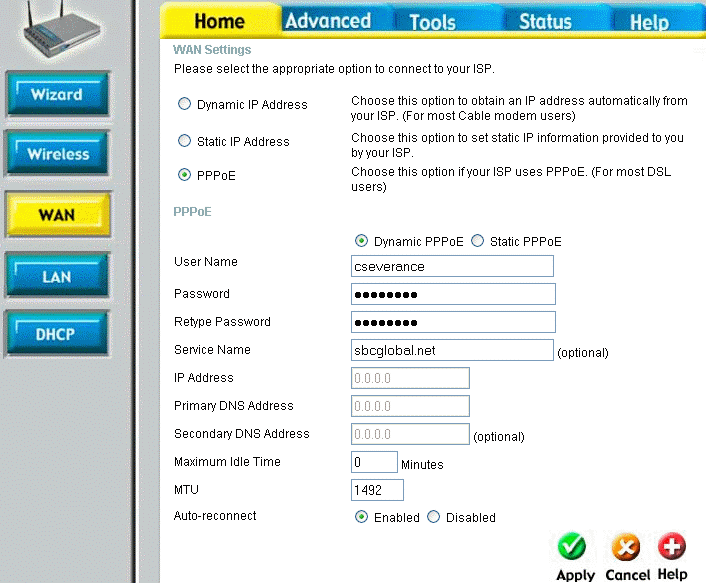 Home Advanced Tools Status Help
Wizard
Wireless
WAN
LAN
DHCP
WAN Settings
Please select the appropriate option to connect to your ISP.
Dynamic IP Address Choose this option to obtain an IP address automatically from
your ISP. (For most Cable modem users)
Static IP Address Choose this option to set static IP information provided to you
by your ISP.
PPPoE Choose this option if your ISP uses PPPoE. (For most DSL
users)
PPPoE
Dynamic PPPoE Static PPPoE
User Name cseverance
Password ●●●●●●●●
Retype Password ●●●●●●●●
Service Name sbcglobal.net (optional)
IP Address 0.0.0.0
Primary DNS Address 0.0.0.0
Secondary DNS Address 0.0.0.0 (optional)
Maximum Idle Time 0 Minutes
MTU 1492
Auto-reconnect Enabled Disabled
Apply Cancel Help